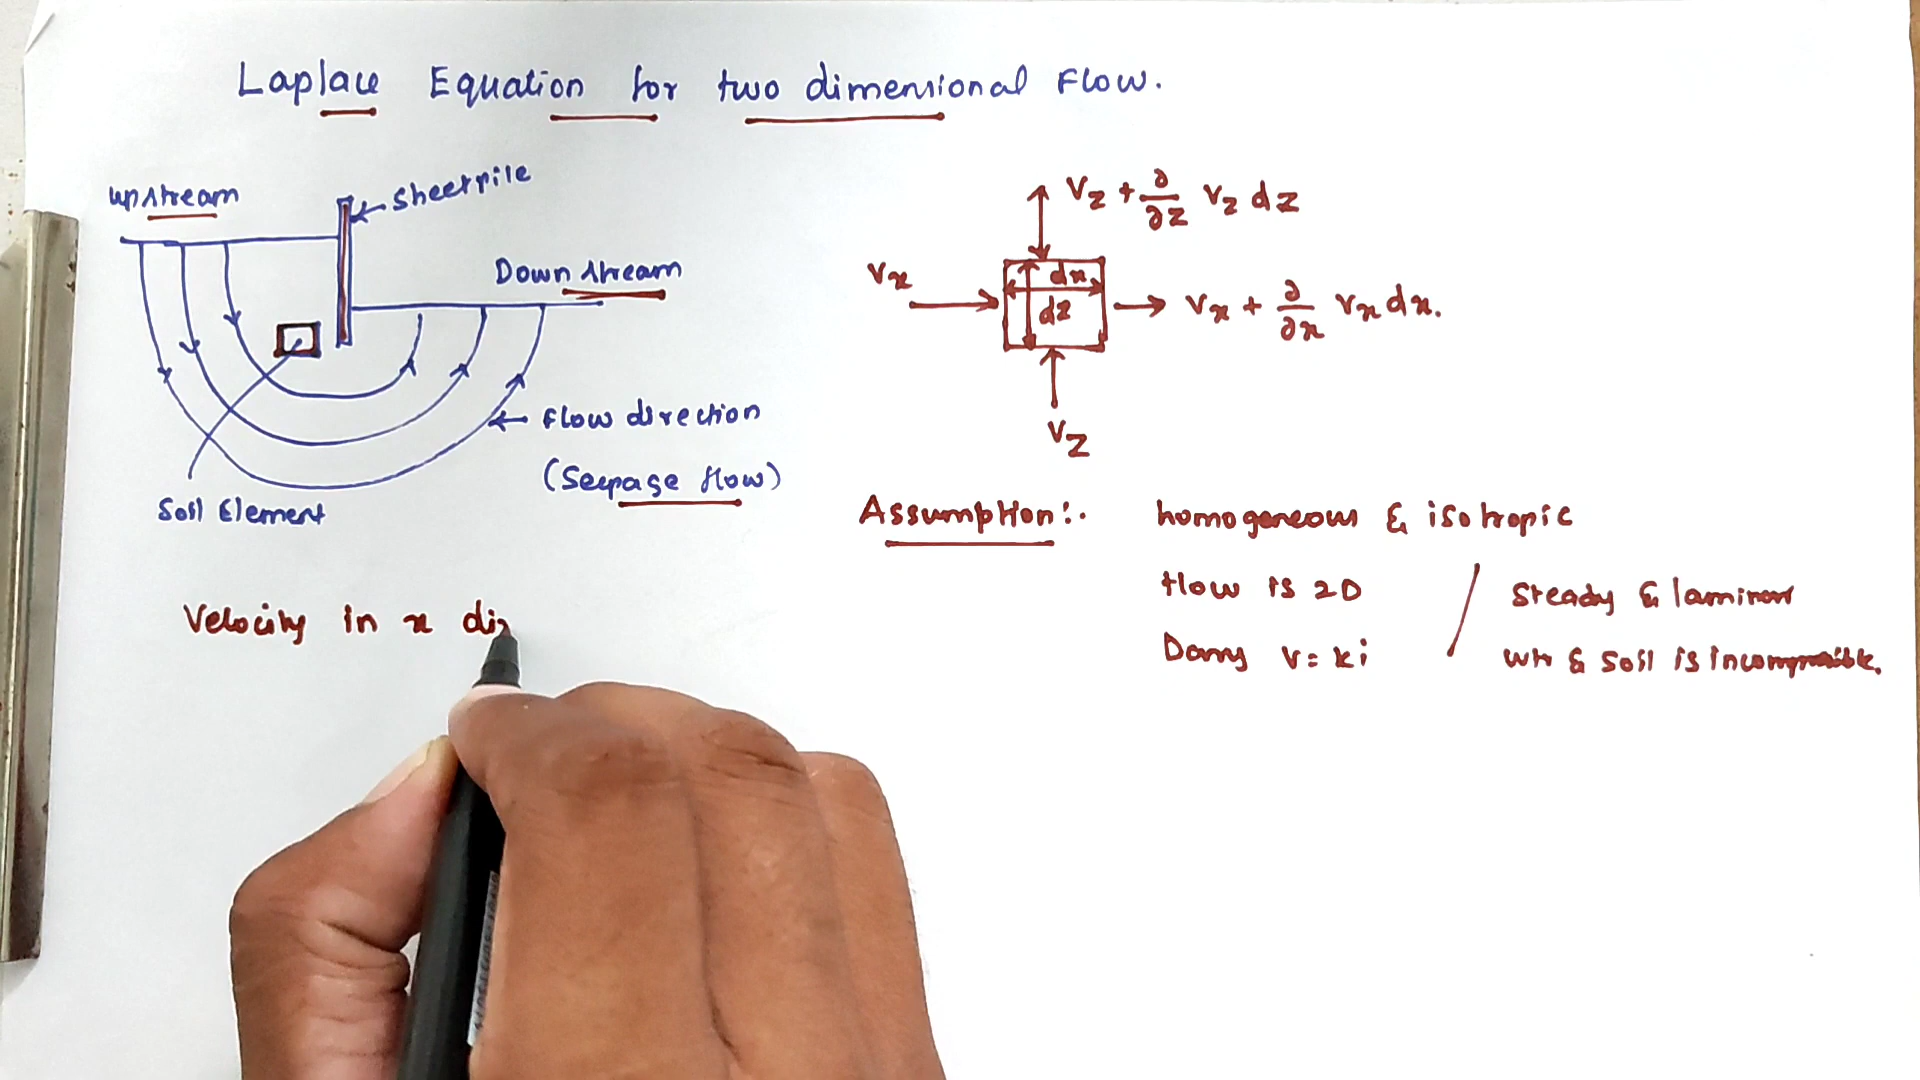 Laplace Equation for two dimensional Flow.
Upstream
Sheetpile
Down stream
Flow direction
(Seepage flow)
Soil Element
Vz + ∂/∂z Vz dz
Vx
dx
dz
Vx + ∂/∂x Vx dx.
Vz
Assumption:. homogeneous & isotropic
flow is 2D / Steady & laminar
Darcy V = ki / wtr & soil is incompressible.
Velocity in x dir